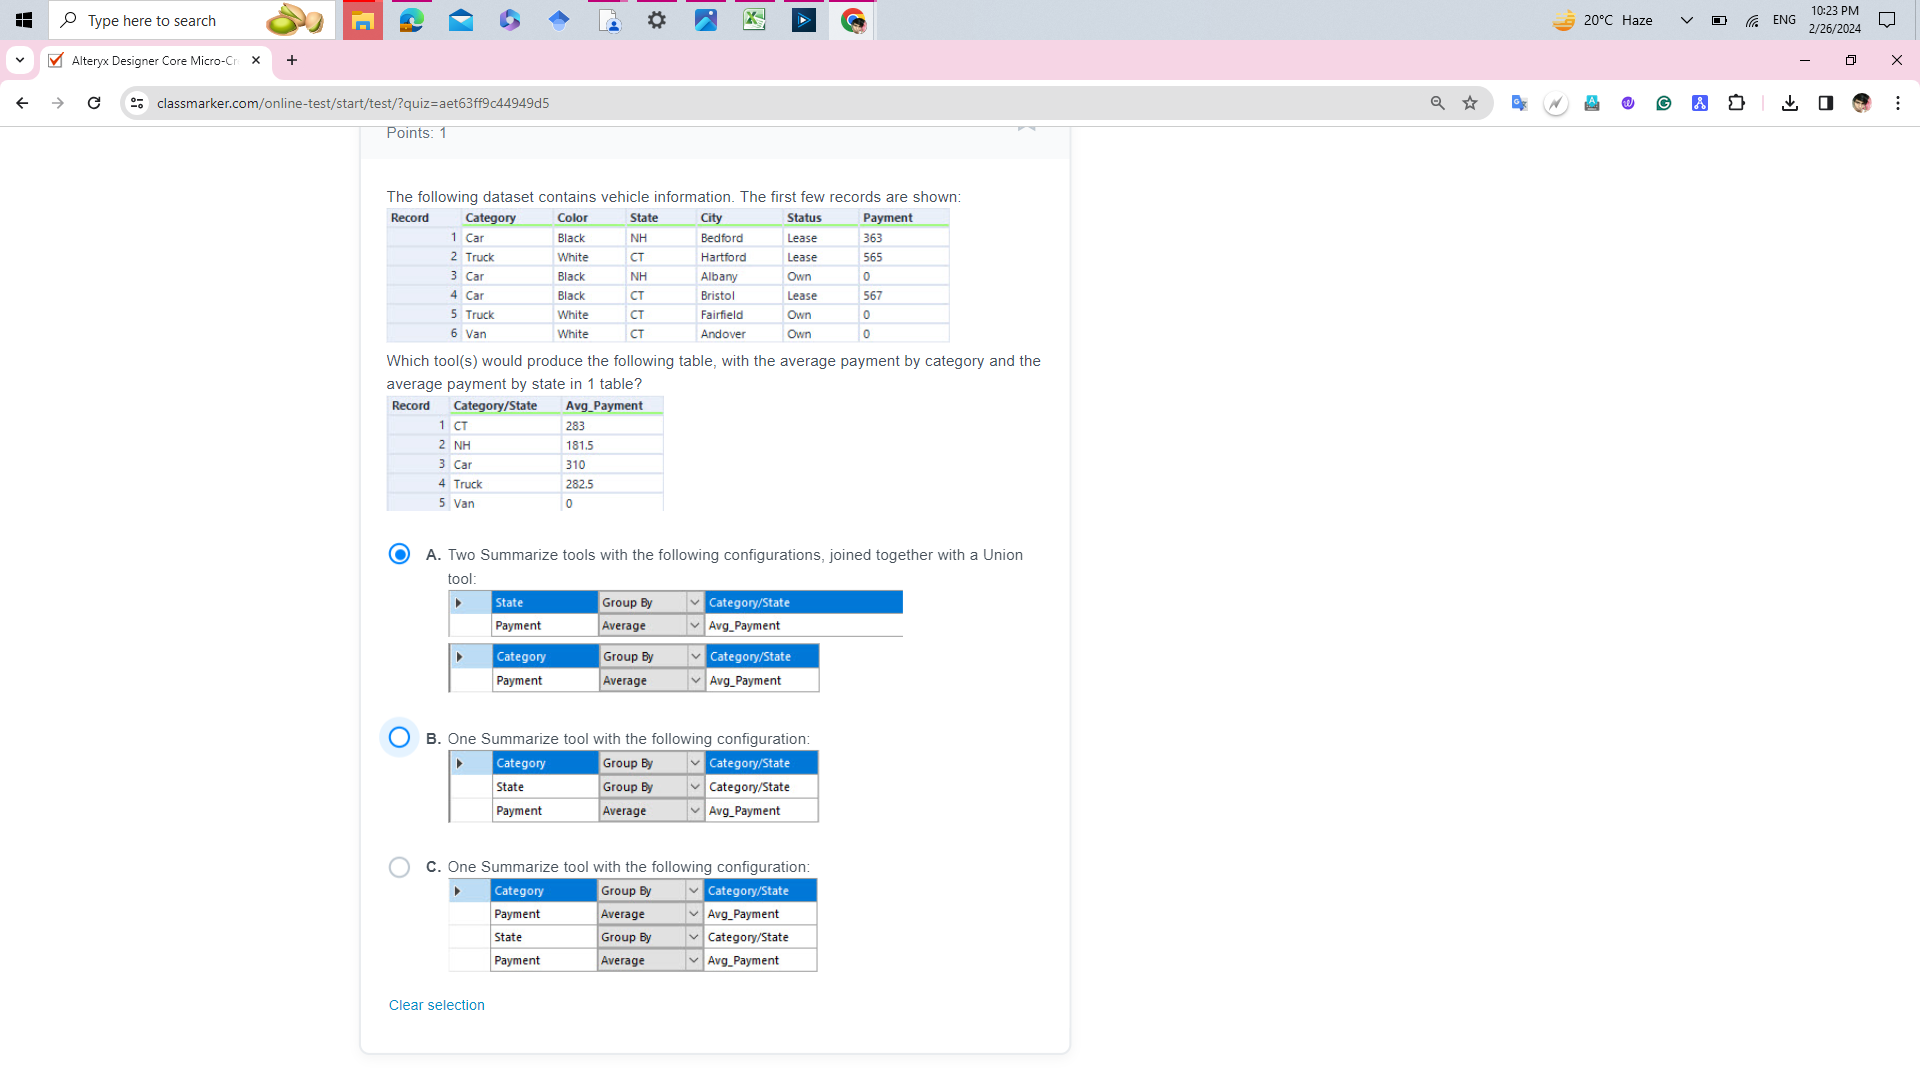 Type here to search
20°C Haze
ENG
10:23 PM
2/26/2024
Alteryx Designer Core Micro-Cr
classmarker.com/online-test/start/test/?quiz=aet63ff9c44949d5
Points: 1
The following dataset contains vehicle information. The first few records are shown:
Record Category Color State City Status Payment
1 Car Black NH Bedford Lease 363
2 Truck White CT Hartford Lease 565
3 Car Black NH Albany Own 0
4 Car Black CT Bristol Lease 567
5 Truck White CT Fairfield Own 0
6 Van White CT Andover Own 0
Which tool(s) would produce the following table, with the average payment by category and the
average payment by state in 1 table?
Record Category/State Avg_Payment
1 CT 283
2 NH 181.5
3 Car 310
4 Truck 282.5
5 Van 0
A. Two Summarize tools with the following configurations, joined together with a Union
tool:
State Group By Category/State
Payment Average Avg_Payment
Category Group By Category/State
Payment Average Avg_Payment
B. One Summarize tool with the following configuration:
Category Group By Category/State
State Group By Category/State
Payment Average Avg_Payment
C. One Summarize tool with the following configuration:
Category Group By Category/State
Payment Average Avg_Payment
State Group By Category/State
Payment Average Avg_Payment
Clear selection